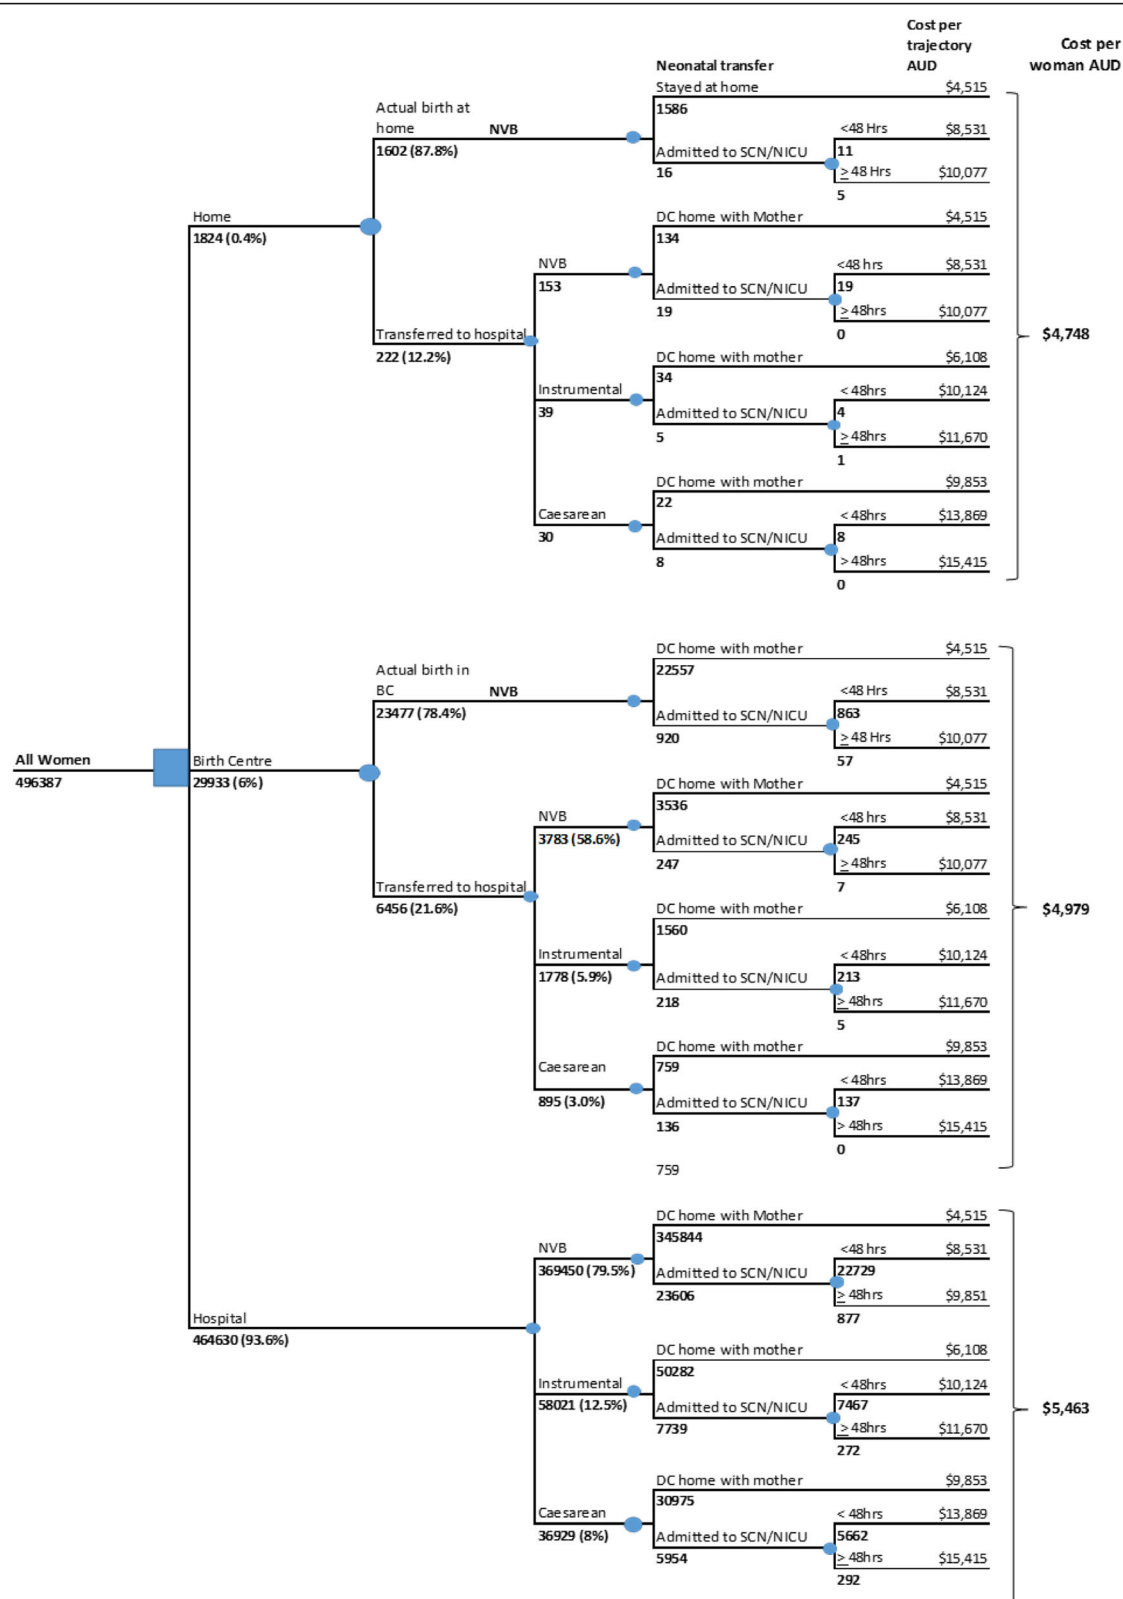 Cost per
trajectory
AUD
Cost per
woman AUD
Neonatal transfer
Stayed at home $4,515
1586
Actual birth at
home NVB
1602 (87.8%)
<48 Hrs $8,531
Admitted to SCN/NICU 11
16
≥ 48 Hrs $10,077
5
Home
1824 (0.4%)
DC home with Mother $4,515
134
NVB
153
<48 hrs $8,531
Admitted to SCN/NICU 19
19
≥ 48hrs $10,077
0
Transferred to hospital
222 (12.2%)
$4,748
DC home with mother $6,108
34
Instrumental
39
< 48hrs $10,124
Admitted to SCN/NICU 4
5
≥ 48hrs $11,670
1
DC home with mother $9,853
22
Caesarean
30
< 48hrs $13,869
Admitted to SCN/NICU 8
8
> 48hrs $15,415
0
DC home with mother $4,515
22557
Actual birth in
BC NVB
23477 (78.4%)
<48 Hrs $8,531
Admitted to SCN/NICU 863
920
≥ 48 Hrs $10,077
57
All Women
496387
Birth Centre
29933 (6%)
DC home with Mother $4,515
3536
NVB
3783 (58.6%)
<48 hrs $8,531
Admitted to SCN/NICU 245
247
≥ 48hrs $10,077
7
Transferred to hospital
6456 (21.6%)
$4,979
DC home with mother $6,108
1560
Instrumental
1778 (5.9%)
< 48hrs $10,124
Admitted to SCN/NICU 213
218
≥ 48hrs $11,670
5
DC home with mother $9,853
759
Caesarean
895 (3.0%)
< 48hrs $13,869
Admitted to SCN/NICU 137
136
> 48hrs $15,415
0
759
DC home with Mother $4,515
345844
NVB
369450 (79.5%)
<48 hrs $8,531
Admitted to SCN/NICU 22729
23606
≥ 48hrs $9,851
877
Hospital
464630 (93.6%)
DC home with mother $6,108
50282
Instrumental
58021 (12.5%)
< 48hrs $10,124
Admitted to SCN/NICU 7467
7739
≥ 48hrs $11,670
272
$5,463
DC home with mother $9,853
30975
Caesarean
36929 (8%)
< 48hrs $13,869
Admitted to SCN/NICU 5662
5954
≥ 48hrs $15,415
292